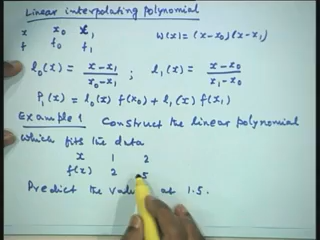 Linear interpolating polynomial
x x₀ x₁ W(x) = (x-x₀)(x-x₁)
f f₀ f₁
l₀(x) = (x-x₁)/(x₀-x₁) ; l₁(x) = (x-x₀)/(x₁-x₀)
P₁(x) = l₀(x) f(x₀) + l₁(x) f(x₁)
Example 1 Construct the linear polynomial
which fits the data
x 1 2
f(x) 2 5
Predict the value at 1.5.